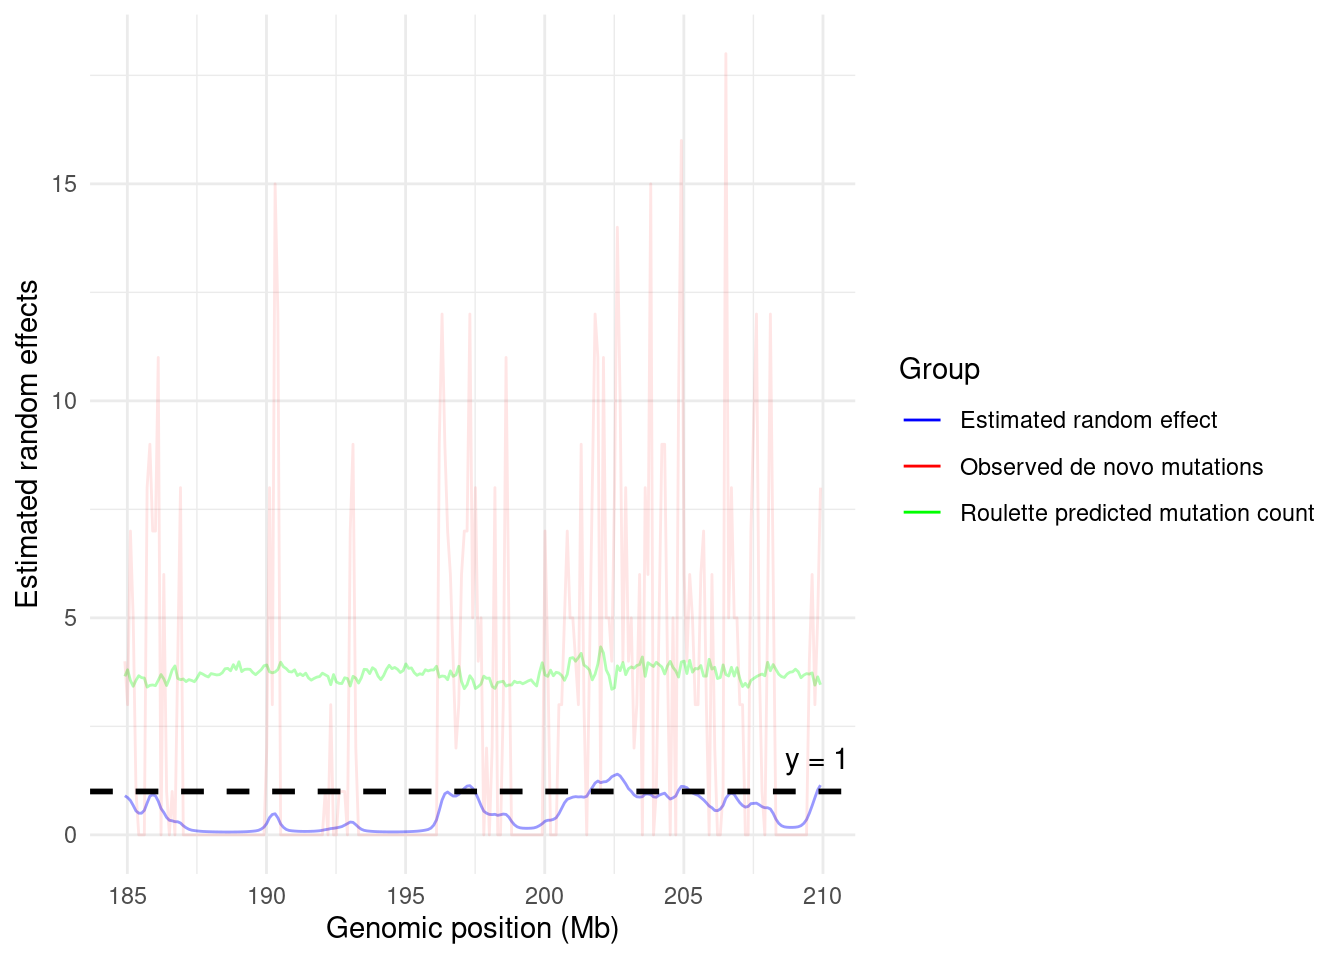 Estimated random effects
15
10
5
0
y = 1
185
190
195
200
205
210
Genomic position (Mb)
Group
Estimated random effect
Observed de novo mutations
Roulette predicted mutation count